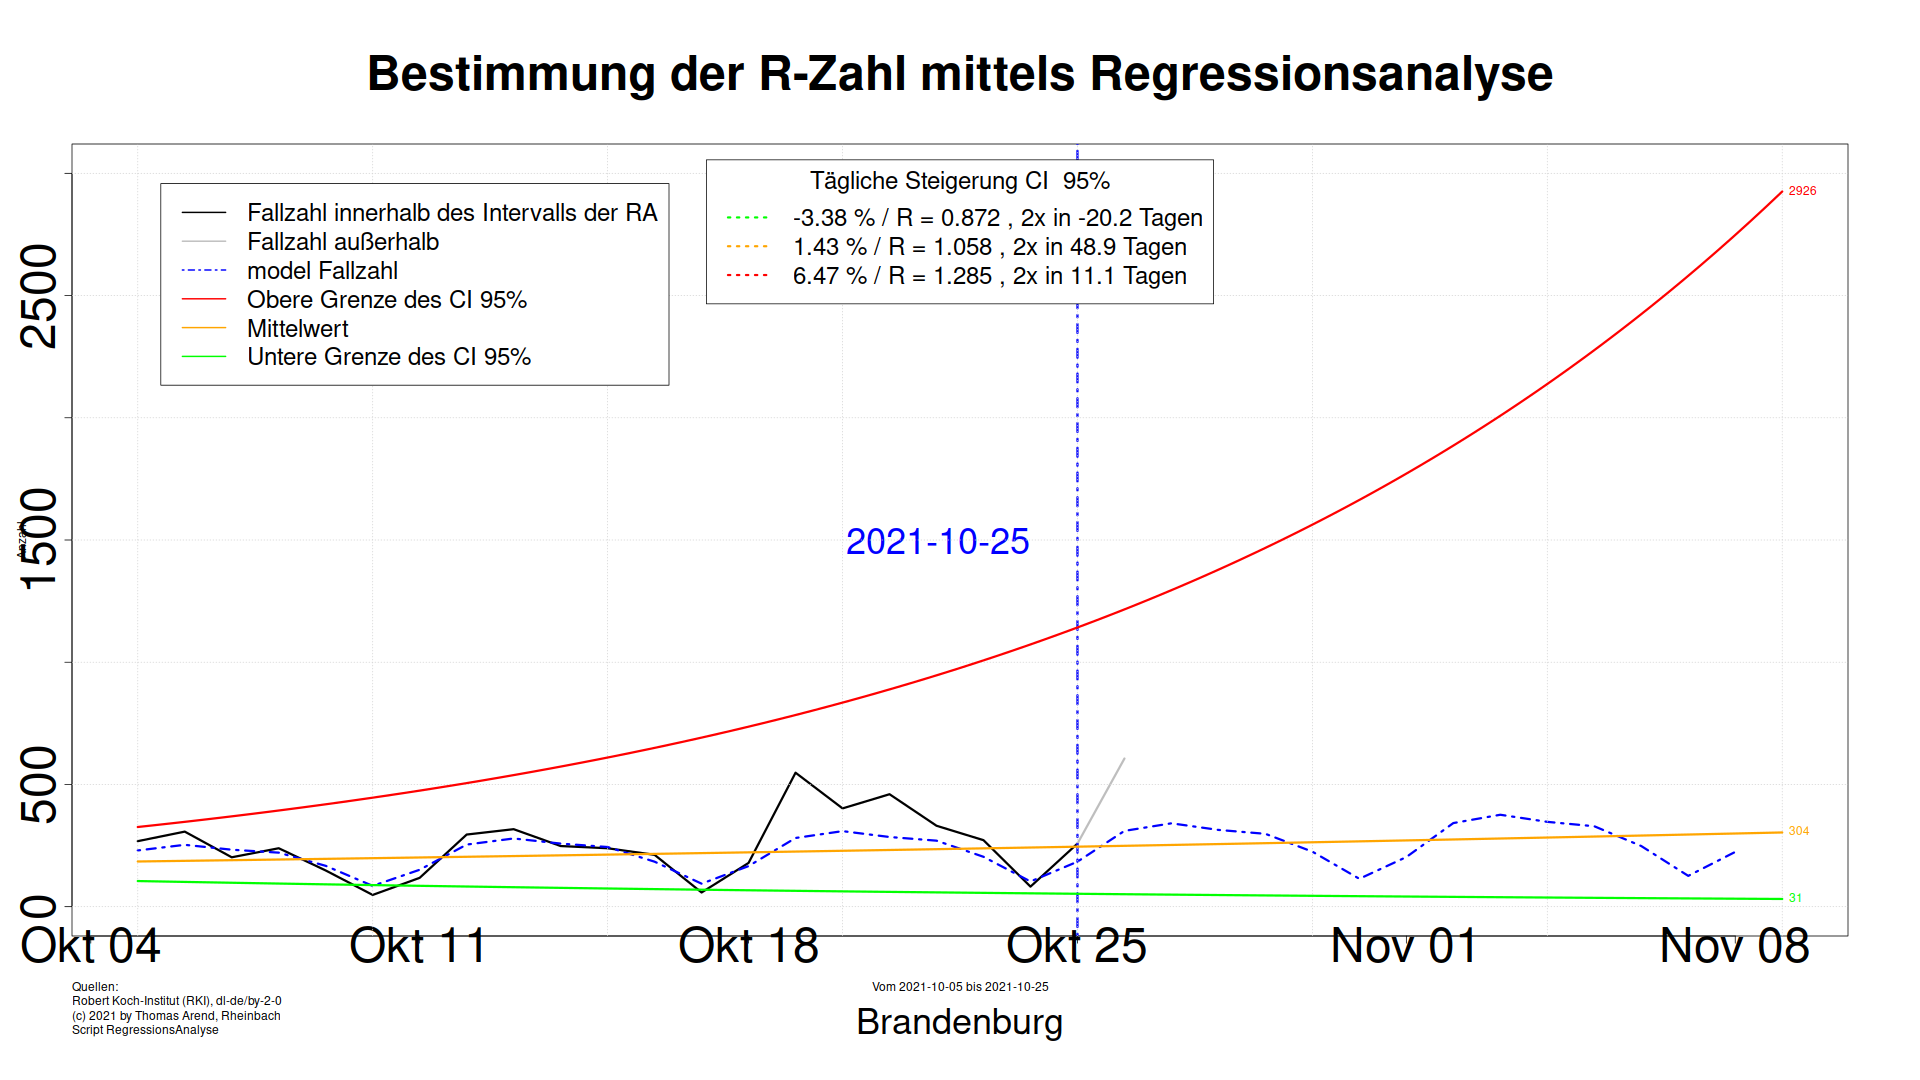 Bestimmung der R-Zahl mittels Regressionsanalyse
Fallzahl innerhalb des Intervalls der RA
Fallzahl außerhalb
model Fallzahl
Obere Grenze des CI 95%
Mittelwert
Untere Grenze des CI 95%
Tägliche Steigerung CI  95%
-3.38 % / R = 0.872 , 2x in -20.2 Tagen
1.43 % / R = 1.058 , 2x in 48.9 Tagen
6.47 % / R = 1.285 , 2x in 11.1 Tagen
2926
2500
1500
Anzahl
2021-10-25
500
304
31
0
Okt 04 Okt 11 Okt 18 Okt 25 Nov 01 Nov 08
Quellen:
Robert Koch-Institut (RKI), dl-de/by-2-0
(c) 2021 by Thomas Arend, Rheinbach
Script RegressionsAnalyse
Vom 2021-10-05 bis 2021-10-25
Brandenburg